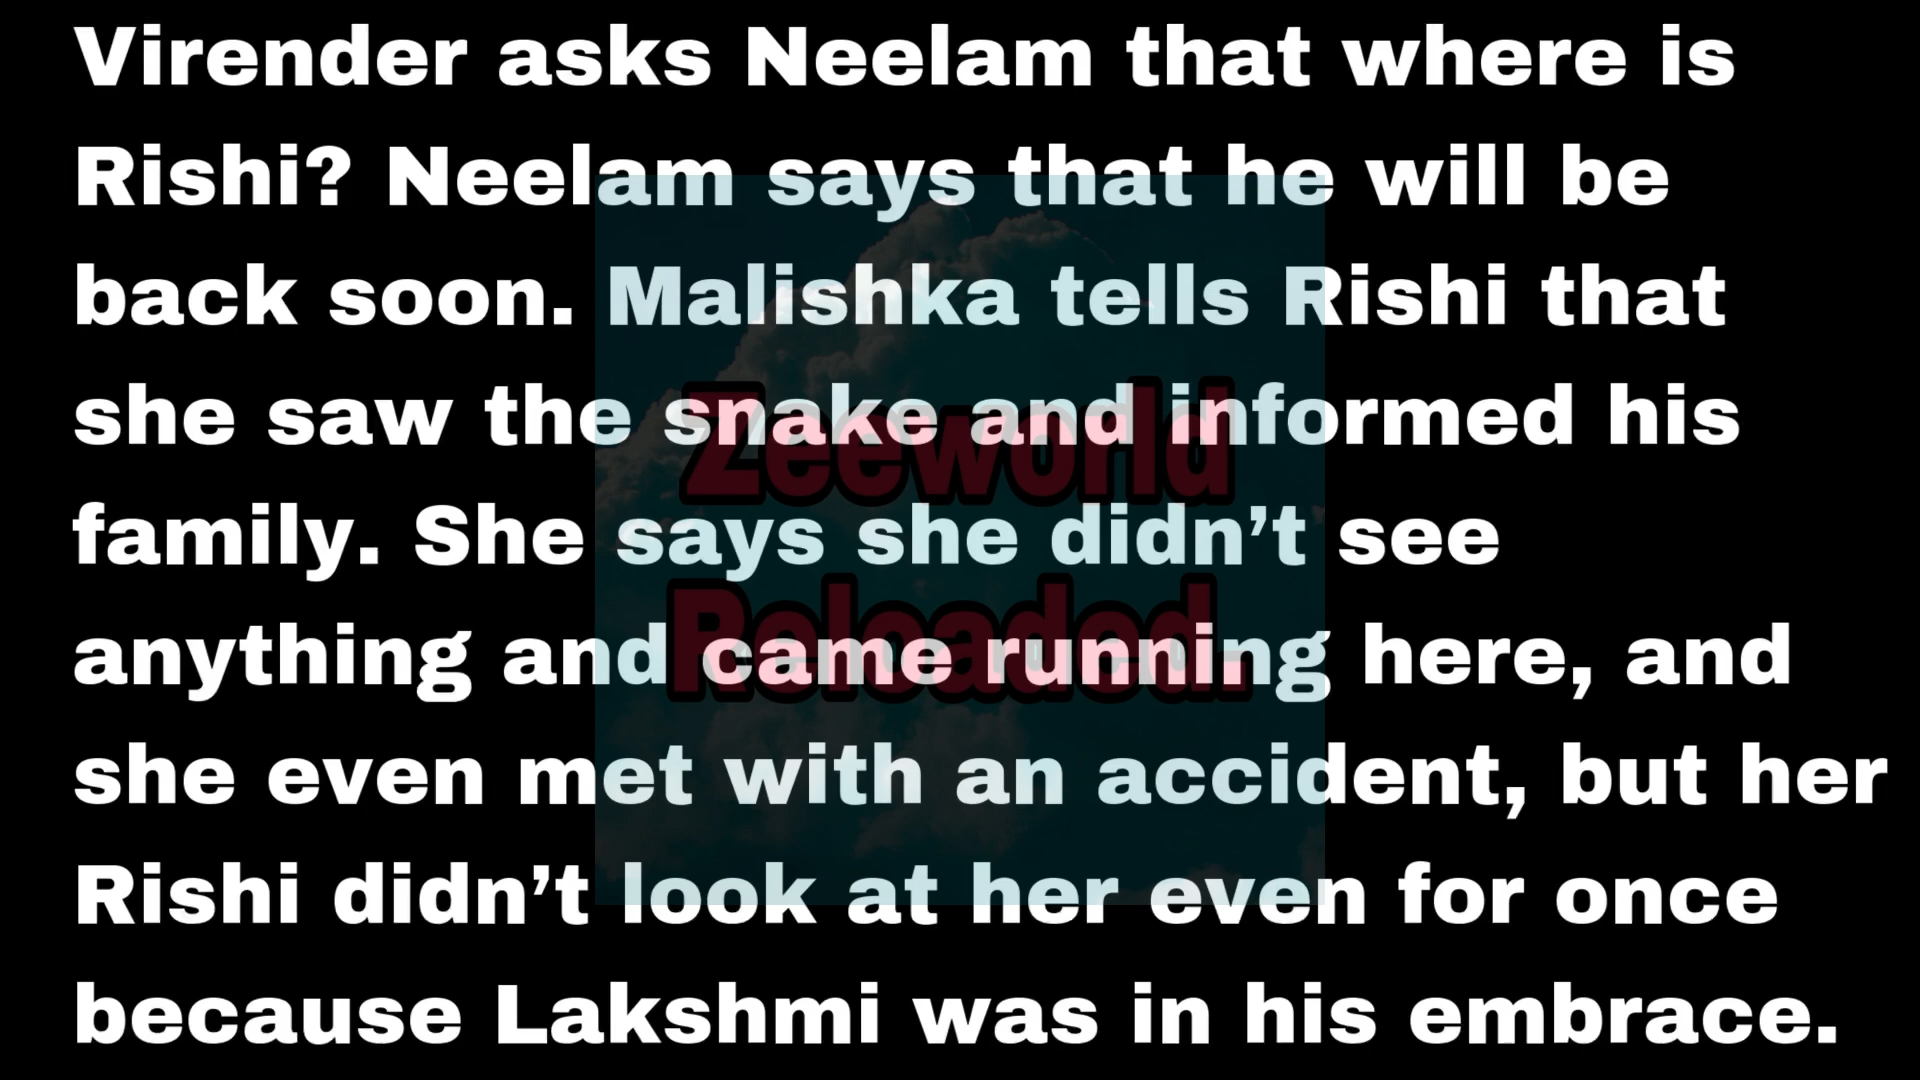 Virender asks Neelam that where is
Rishi? Neelam says that he will be
back soon. Malishka tells Rishi that
she saw the snake and informed his
family. She says she didn’t see
anything and came running here, and
she even met with an accident, but her
Rishi didn’t look at her even for once
because Lakshmi was in his embrace.
Zeeworld
Reloaded.